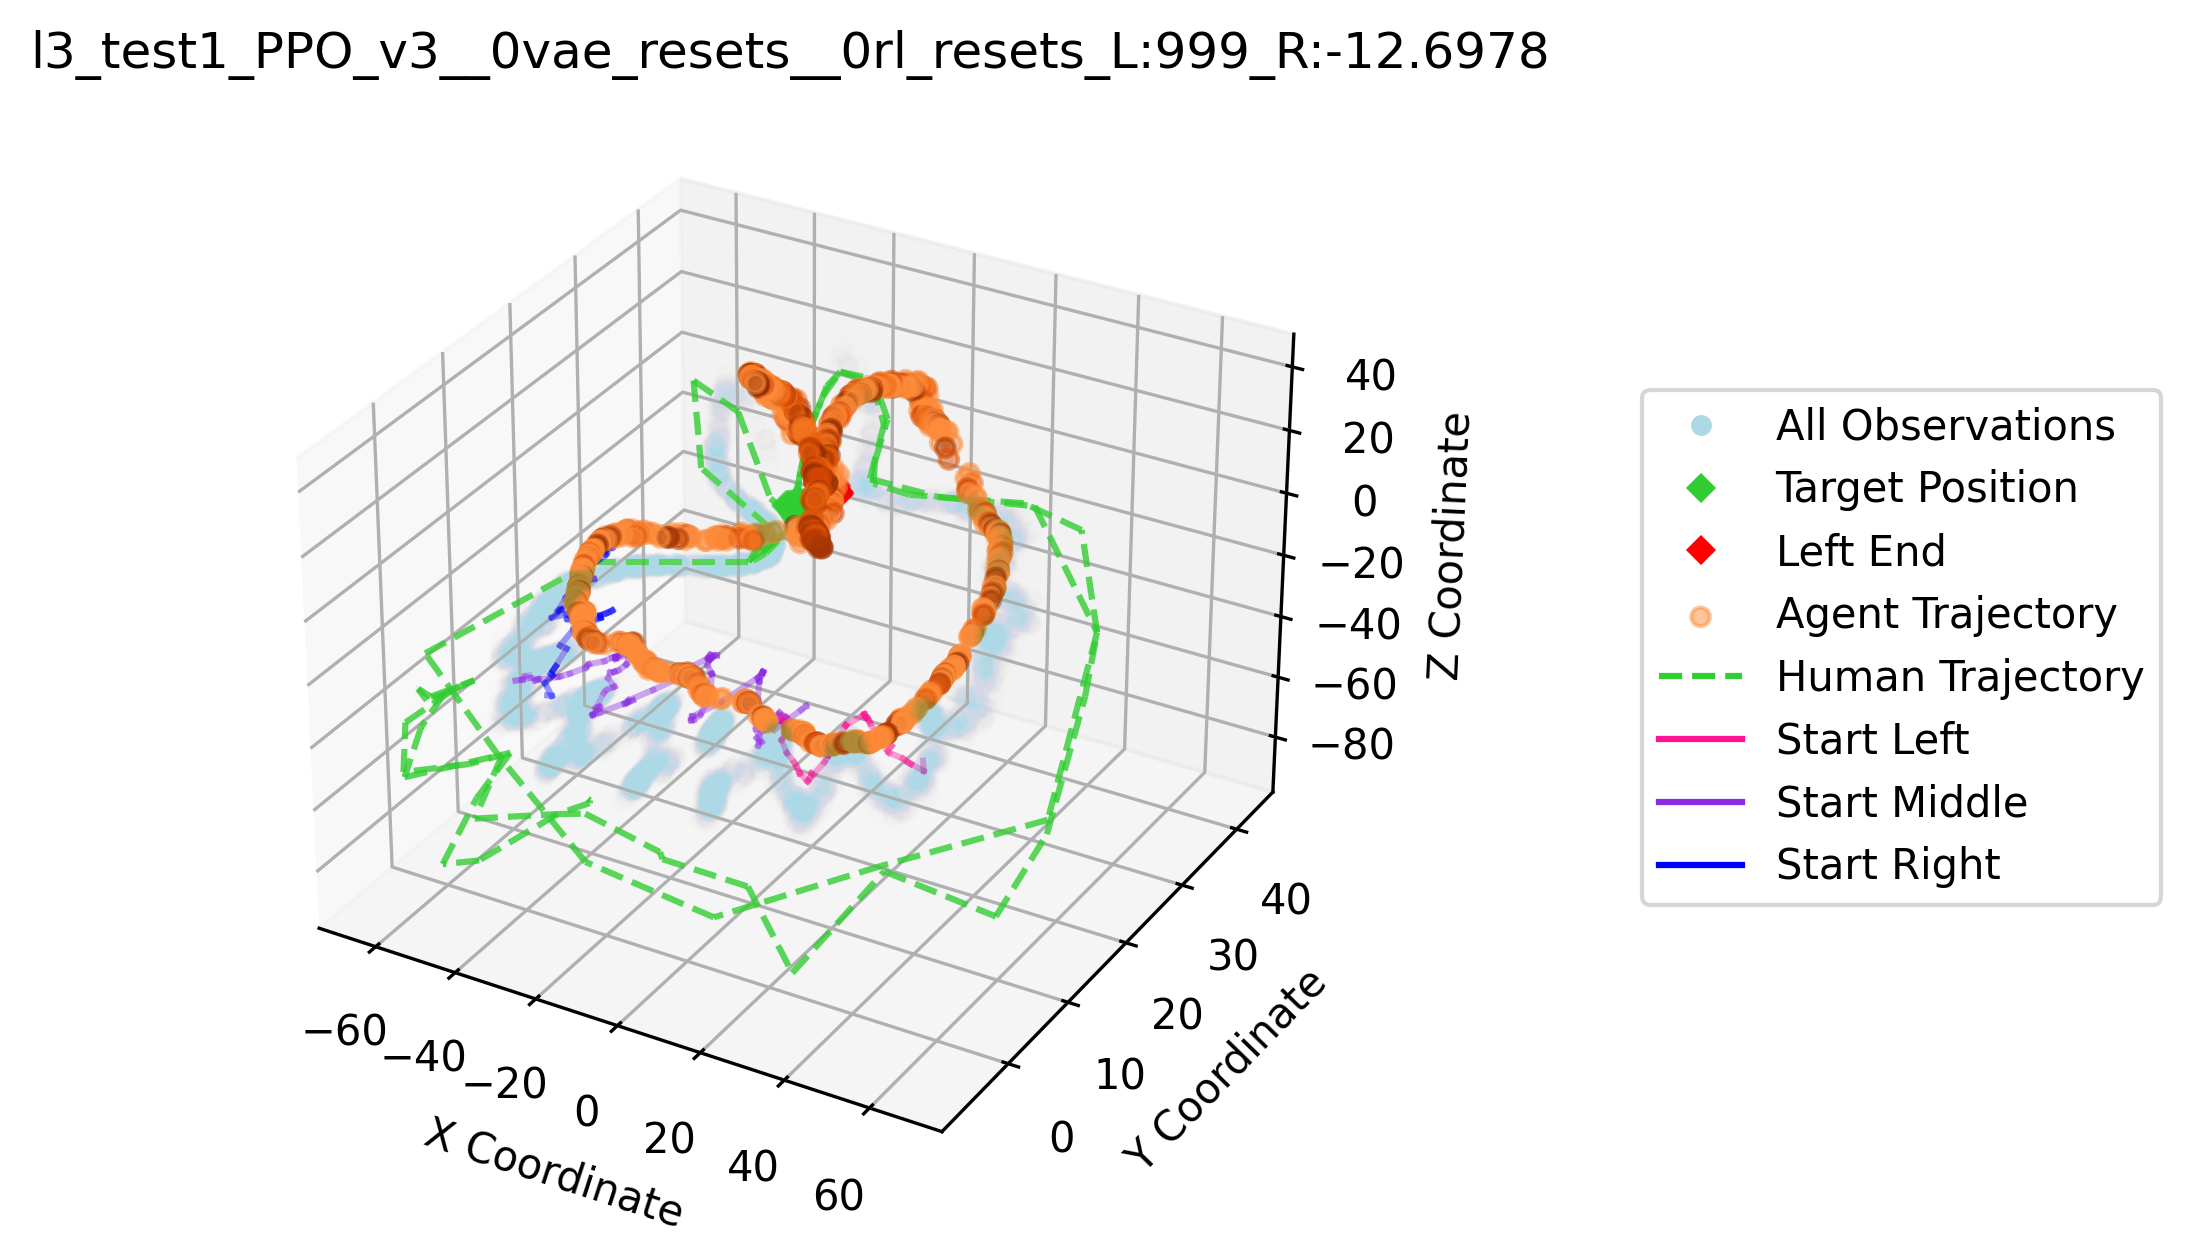 l3_test1_PPO_v3__0vae_resets__0rl_resets_L:999_R:-12.6978
40
20
0
−20
−40
−60
−80
Z Coordinate
40
30
20
10
0
Y Coordinate
−60
−40
−20
0
20
40
60
X Coordinate
All Observations
Target Position
Left End
Agent Trajectory
Human Trajectory
Start Left
Start Middle
Start Right